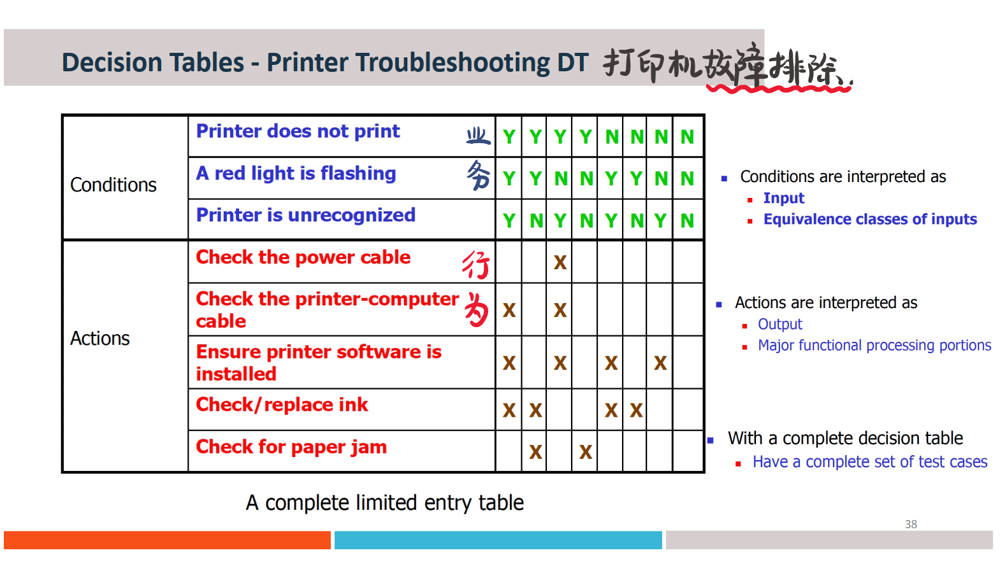 Decision Tables - Printer Troubleshooting DT 打印机故障排除
Printer does not print 业 Y Y Y Y N N N N
Conditions
A red light is flashing 务 Y Y N N Y Y N N
Printer is unrecognized Y N Y N Y N Y N
Actions
Check the power cable 行 X
Check the printer-computer
cable 为 X X
Ensure printer software is
installed X X X X
Check/replace ink X X X X
Check for paper jam X X
A complete limited entry table
Conditions are interpreted as
Input
Equivalence classes of inputs
Actions are interpreted as
Output
Major functional processing portions
With a complete decision table
Have a complete set of test cases
38